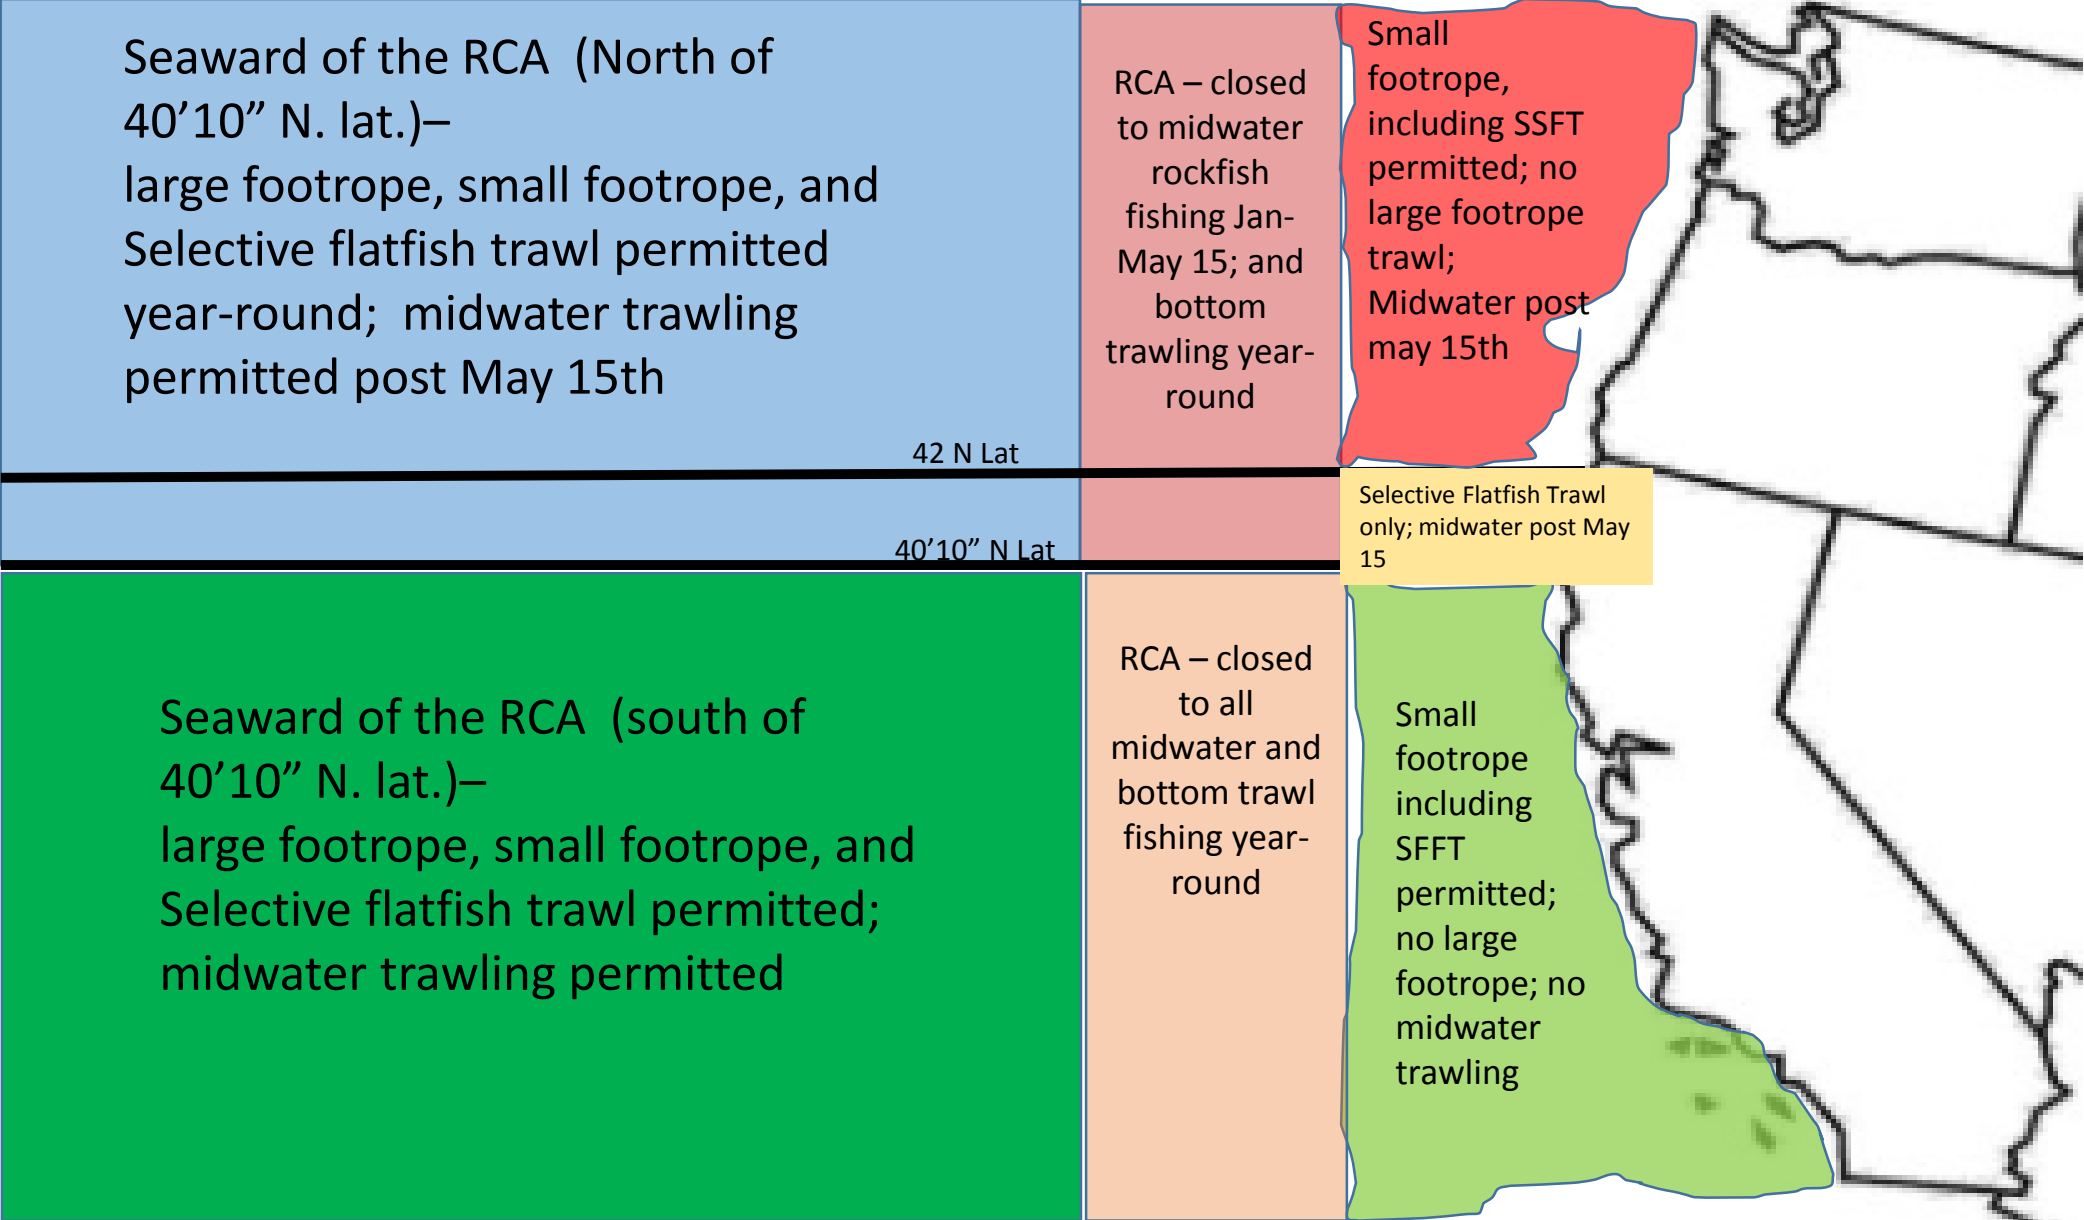 Seaward of the RCA (North of
40’10” N. lat.)–
large footrope, small footrope, and
Selective flatfish trawl permitted
year-round; midwater trawling
permitted post May 15th
RCA – closed
to midwater
rockfish
fishing Jan-
May 15; and
bottom
trawling year-
round
Small
footrope,
including SSFT
permitted; no
large footrope
trawl;
Midwater post
may 15th
42 N Lat
Selective Flatfish Trawl
only; midwater post May
15
40’10” N Lat
Seaward of the RCA (south of
40’10” N. lat.)–
large footrope, small footrope, and
Selective flatfish trawl permitted;
midwater trawling permitted
RCA – closed
to all
midwater and
bottom trawl
fishing year-
round
Small
footrope
including
SFFT
permitted;
no large
footrope; no
midwater
trawling